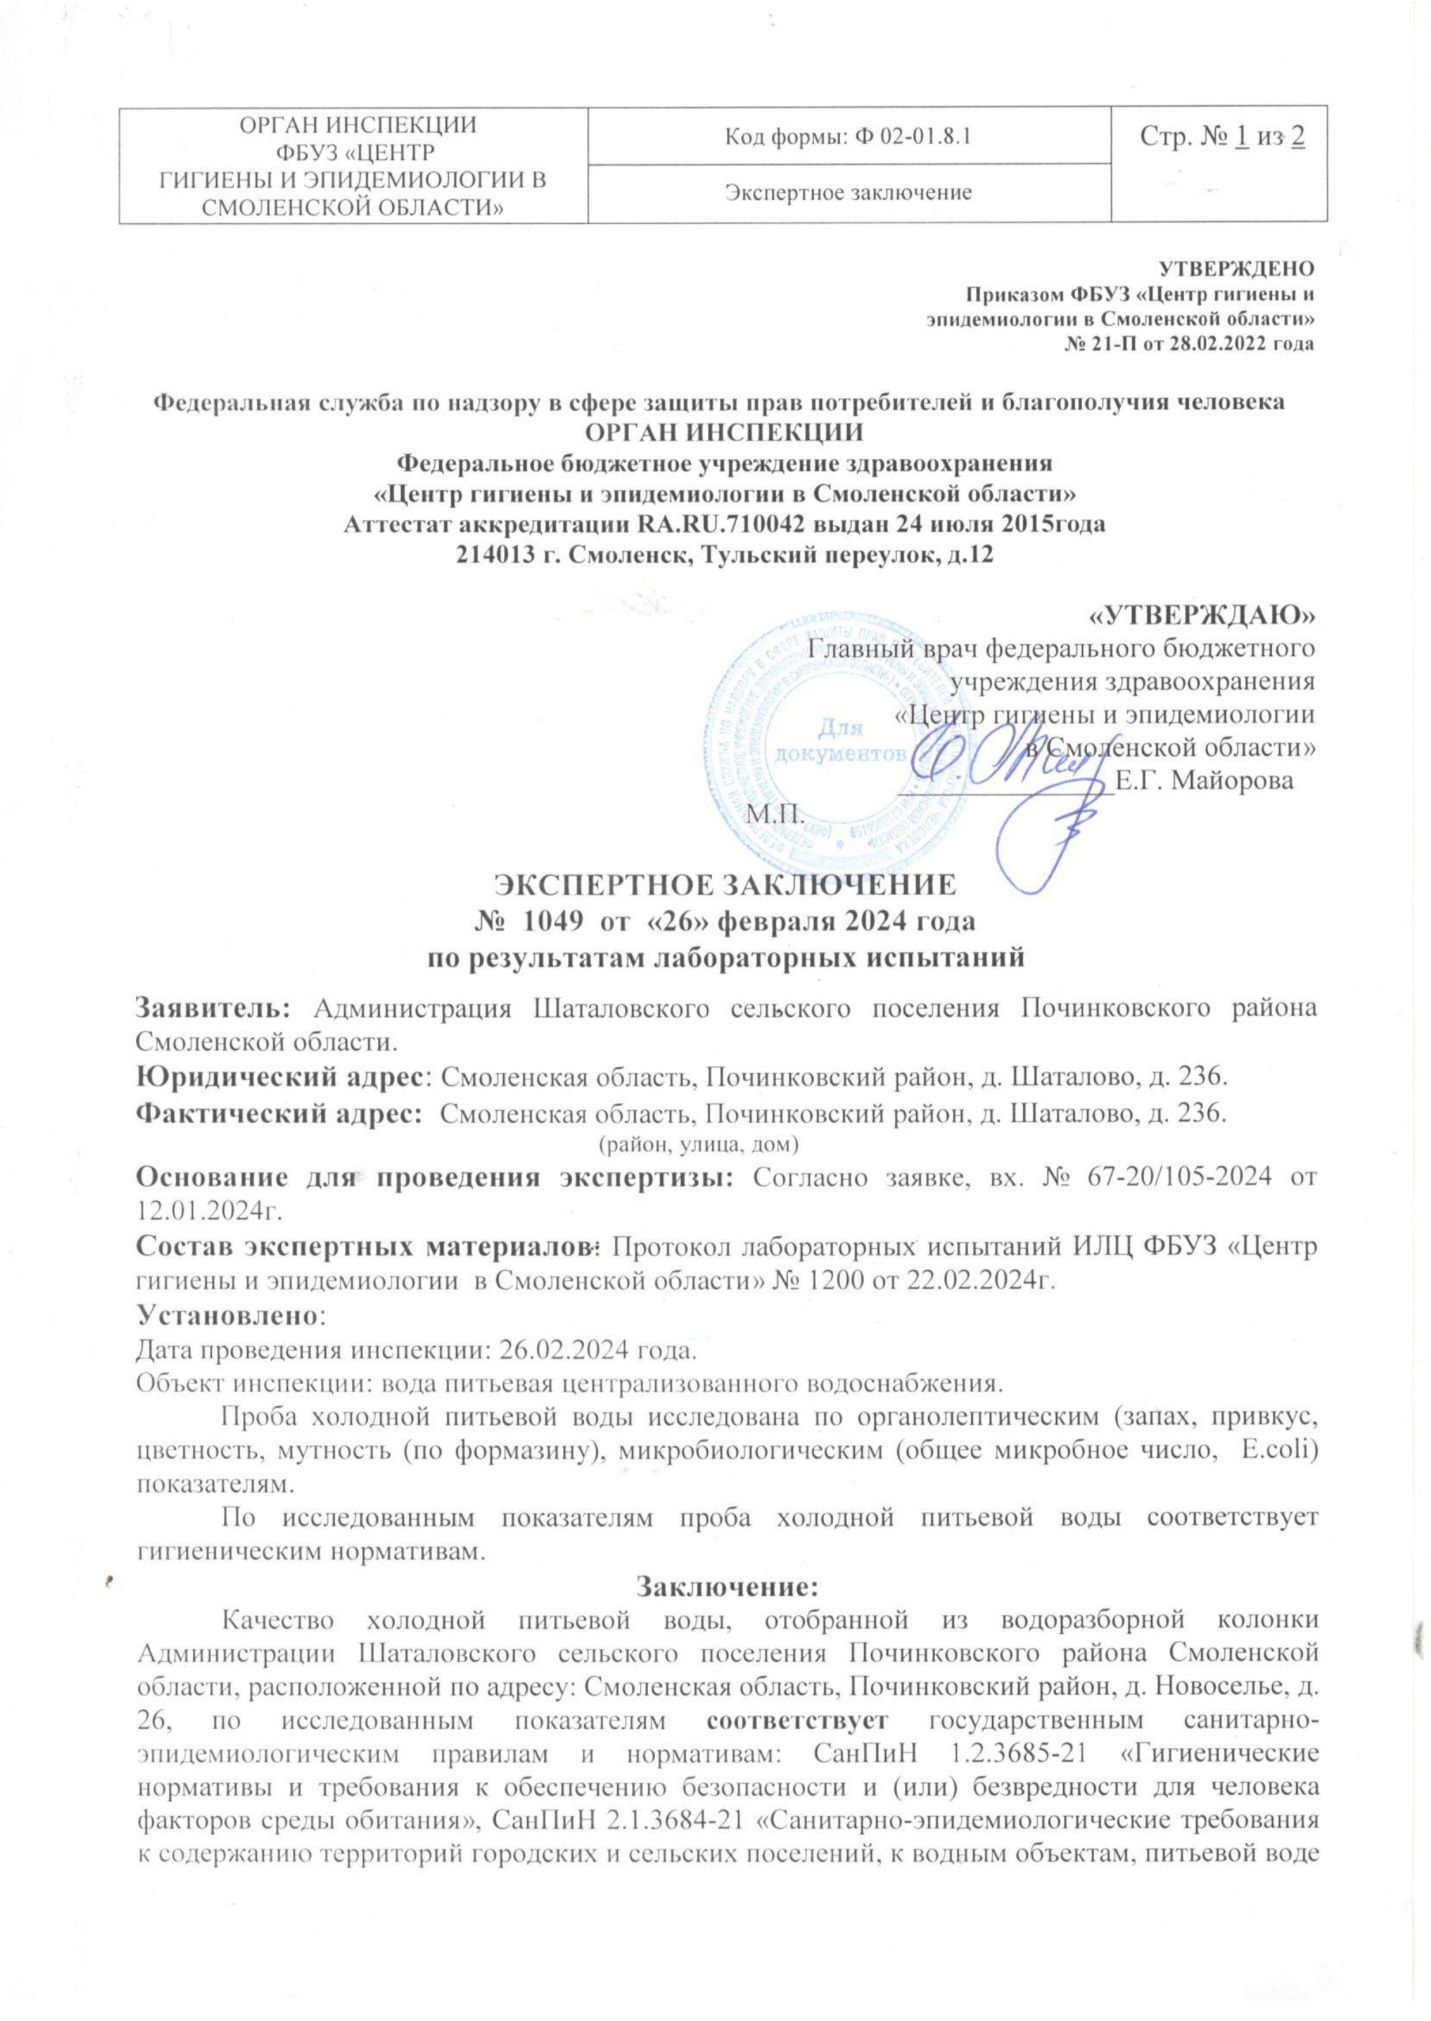 ОРГАН ИНСПЕКЦИИ
ФБУЗ «ЦЕНТР
ГИГИЕНЫ И ЭПИДЕМИОЛОГИИ В
СМОЛЕНСКОЙ ОБЛАСТИ»
Код формы: Ф 02-01.8.1
Экспертное заключение
Стр. № 1 из 2
УТВЕРЖДЕНО
Приказом ФБУЗ «Центр гигиены и
эпидемиологии в Смоленской области»
№ 21-П от 28.02.2022 года
Федеральная служба по надзору в сфере защиты прав потребителей и благополучия человека
ОРГАН ИНСПЕКЦИИ
Федеральное бюджетное учреждение здравоохранения
«Центр гигиены и эпидемиологии в Смоленской области»
Аттестат аккредитации RA.RU.710042 выдан 24 июля 2015года
214013 г. Смоленск, Тульский переулок, д.12
«УТВЕРЖДАЮ»
Главный врач федерального бюджетного
учреждения здравоохранения
«Центр гигиены и эпидемиологии
в Смоленской области»
Е.Г. Майорова
М.П.
Для
документов
ЭКСПЕРТНОЕ ЗАКЛЮЧЕНИЕ
№ 1049 от «26» февраля 2024 года
по результатам лабораторных испытаний
Заявитель: Администрация Шаталовского сельского поселения Починковского района
Смоленской области.
Юридический адрес: Смоленская область, Починковский район, д. Шаталово, д. 236.
Фактический адрес: Смоленская область, Починковский район, д. Шаталово, д. 236.
(район, улица, дом)
Основание для проведения экспертизы: Согласно заявке, вх. № 67-20/105-2024 от
12.01.2024г.
Состав экспертных материалов: Протокол лабораторных испытаний ИЛЦ ФБУЗ «Центр
гигиены и эпидемиологии в Смоленской области» № 1200 от 22.02.2024г.
Установлено:
Дата проведения инспекции: 26.02.2024 года.
Объект инспекции: вода питьевая централизованного водоснабжения.
Проба холодной питьевой воды исследована по органолептическим (запах, привкус,
цветность, мутность (по формазину), микробиологическим (общее микробное число, E.coli)
показателям.
По исследованным показателям проба холодной питьевой воды соответствует
гигиеническим нормативам.
Заключение:
Качество холодной питьевой воды, отобранной из водоразборной колонки
Администрации Шаталовского сельского поселения Починковского района Смоленской
области, расположенной по адресу: Смоленская область, Починковский район, д. Новоселье, д.
26, по исследованным показателям соответствует государственным санитарно-
эпидемиологическим правилам и нормативам: СанПиН 1.2.3685-21 «Гигиенические
нормативы и требования к обеспечению безопасности и (или) безвредности для человека
факторов среды обитания», СанПиН 2.1.3684-21 «Санитарно-эпидемиологические требования
к содержанию территорий городских и сельских поселений, к водным объектам, питьевой воде